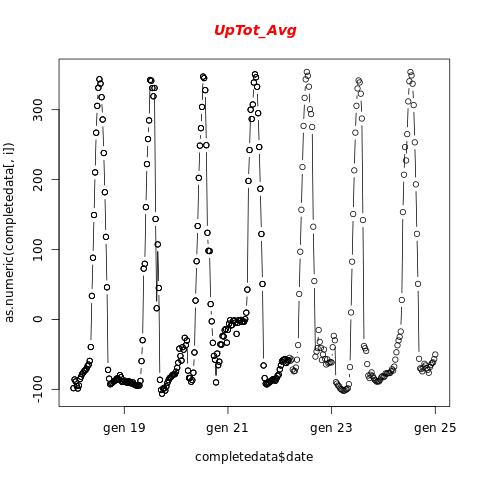 UpTot_Avg
as.numeric(completedata[, i])
300
200
100
0
-100
gen 19
gen 21
gen 23
gen 25
completedata$date